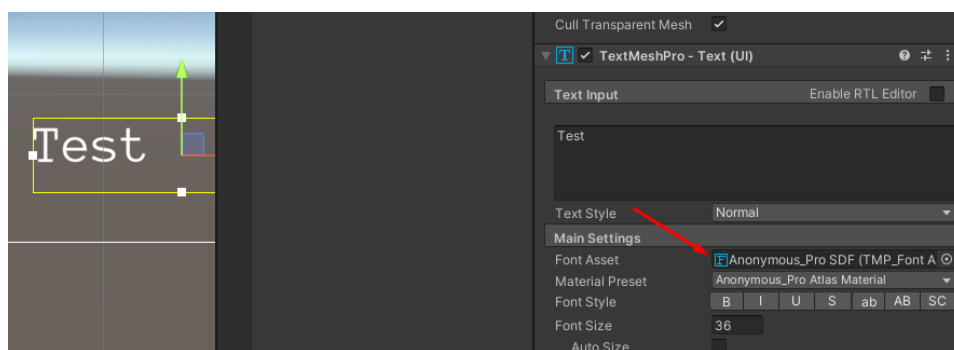 Test
Cull Transparent Mesh
TextMeshPro - Text (UI)
Text Input Enable RTL Editor
Test
Text Style Normal
Main Settings
Font Asset Anonymous_Pro SDF (TMP_Font A
Material Preset Anonymous_Pro Atlas Material
Font Style B I U S ab AB SC
Font Size 36
Auto Size